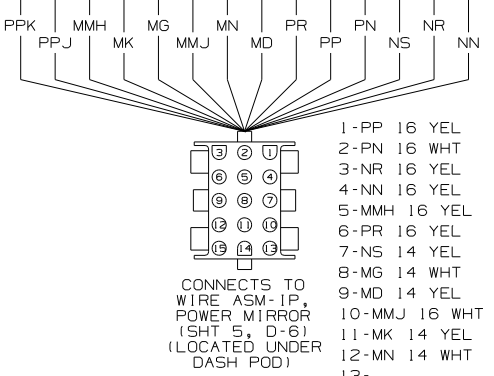 PPK MMH MG MN PR PN NR
PPJ MK MMJ MD PP NS NN
3 2 1
6 5 4
9 8 7
12 11 10
15 14 13
CONNECTS TO
WIRE ASM-IP,
POWER MIRROR
(SHT 5, D-6)
(LOCATED UNDER
DASH POD)
1-PP 16 YEL
2-PN 16 WHT
3-NR 16 YEL
4-NN 16 YEL
5-MMH 16 YEL
6-PR 16 YEL
7-NS 14 YEL
8-MG 14 WHT
9-MD 14 YEL
10-MMJ 16 WHT
11-MK 14 YEL
12-MN 14 WHT
13-